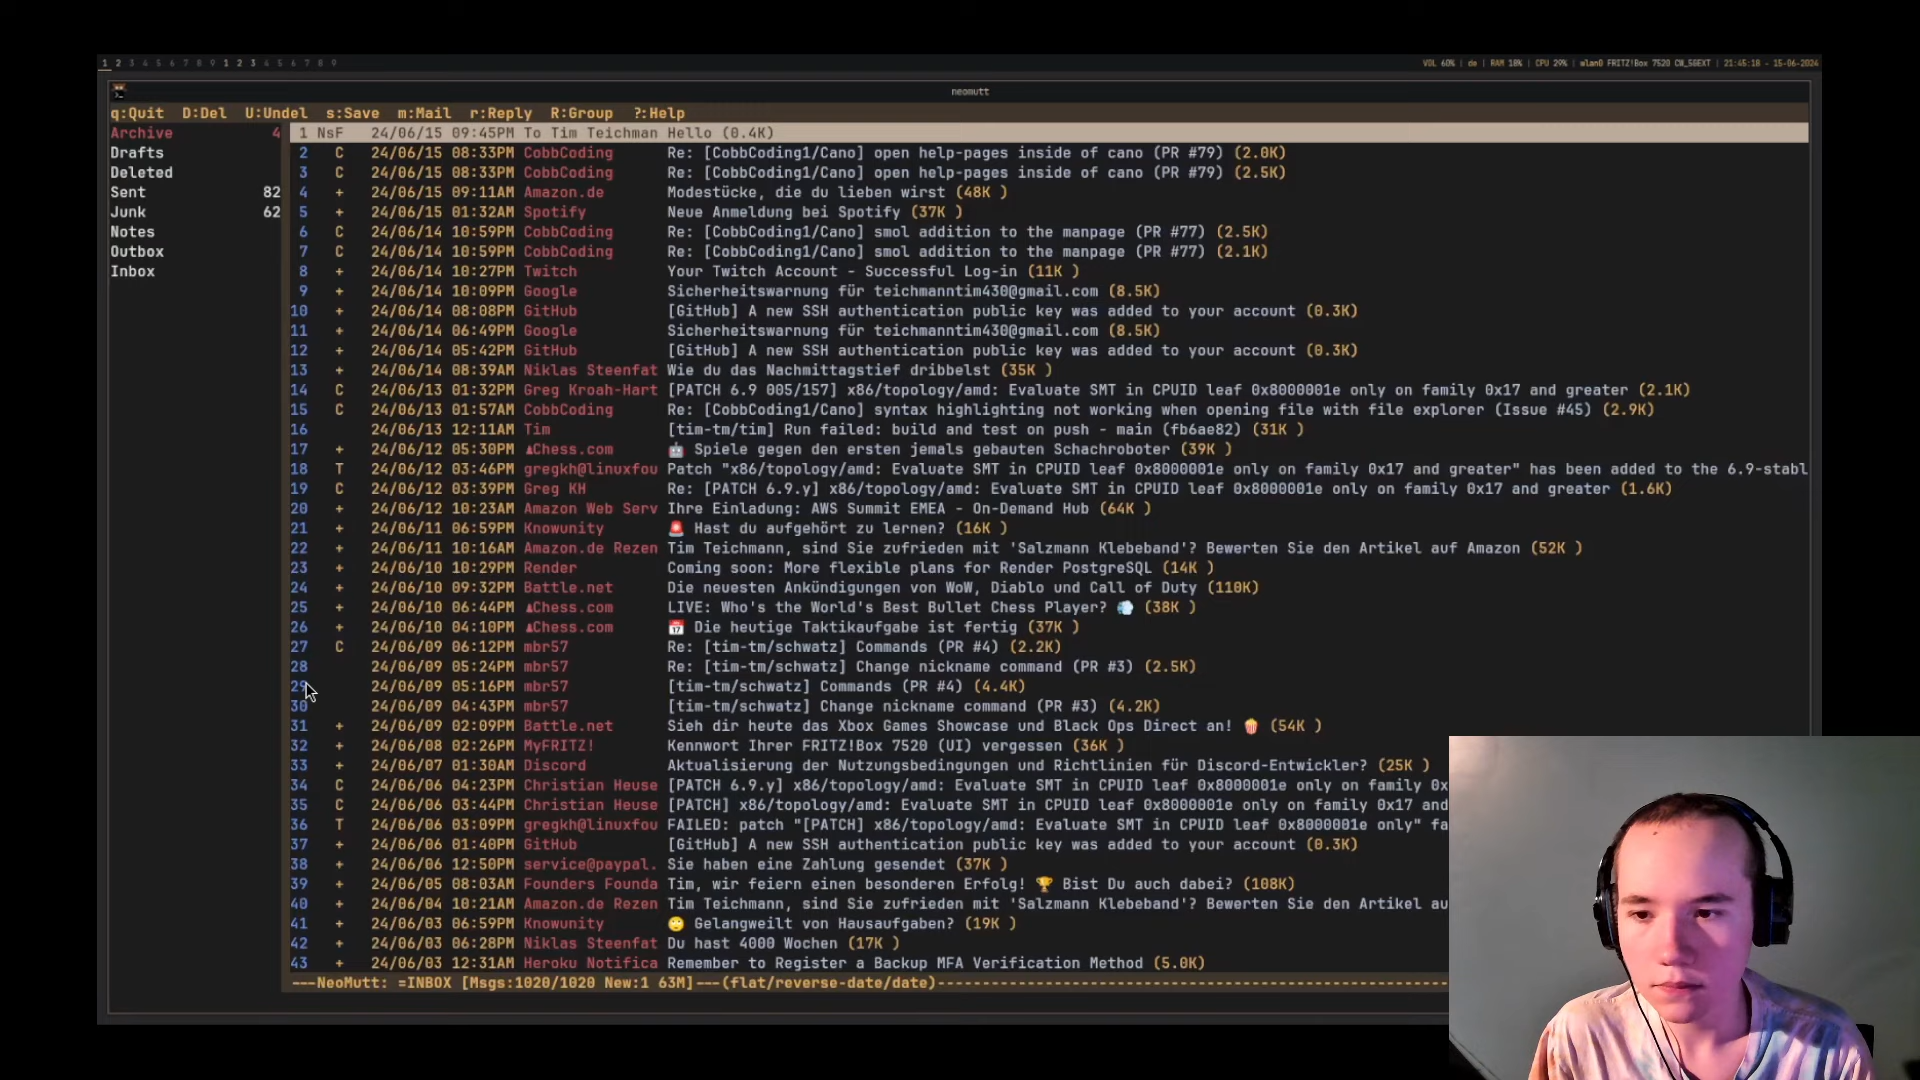 1 2 3 4 5 6 7 8 9 1 2 3 4 5 6 7 8 9
VOL 60% | de | RAM 18% | CPU 29% | wlan0 FRITZ!Box 7520 CW_5GEXT | 21:45:18 - 15-06-2024
neomutt
q:Quit D:Del U:Undel s:Save m:Mail r:Reply R:Group ?:Help
Archive 4
Drafts
Deleted
Sent 82
Junk 62
Notes
Outbox
Inbox
1 NsF 24/06/15 09:45PM To Tim Teichman Hello (0.4K)
2 C 24/06/15 08:33PM CobbCoding Re: [CobbCoding1/Cano] open help-pages inside of cano (PR #79) (2.0K)
3 C 24/06/15 08:33PM CobbCoding Re: [CobbCoding1/Cano] open help-pages inside of cano (PR #79) (2.5K)
4 + 24/06/15 09:11AM Amazon.de Modestücke, die du lieben wirst (48K )
5 + 24/06/15 01:32AM Spotify Neue Anmeldung bei Spotify (37K )
6 C 24/06/14 10:59PM CobbCoding Re: [CobbCoding1/Cano] smol addition to the manpage (PR #77) (2.5K)
7 C 24/06/14 10:59PM CobbCoding Re: [CobbCoding1/Cano] smol addition to the manpage (PR #77) (2.1K)
8 + 24/06/14 10:27PM Twitch Your Twitch Account - Successful Log-in (11K )
9 + 24/06/14 10:09PM Google Sicherheitswarnung für teichmanntim430@gmail.com (8.5K)
10 + 24/06/14 08:08PM GitHub [GitHub] A new SSH authentication public key was added to your account (0.3K)
11 + 24/06/14 06:49PM Google Sicherheitswarnung für teichmanntim430@gmail.com (8.5K)
12 + 24/06/14 05:42PM GitHub [GitHub] A new SSH authentication public key was added to your account (0.3K)
13 + 24/06/14 08:39AM Niklas Steenfat Wie du das Nachmittagstief dribbelst (35K )
14 C 24/06/13 01:32PM Greg Kroah-Hart [PATCH 6.9 005/157] x86/topology/amd: Evaluate SMT in CPUID leaf 0x8000001e only on family 0x17 and greater (2.1K)
15 C 24/06/13 01:57AM CobbCoding Re: [CobbCoding1/Cano] syntax highlighting not working when opening file with file explorer (Issue #45) (2.9K)
16 24/06/13 12:11AM Tim [tim-tm/tim] Run failed: build and test on push - main (fb6ae82) (31K )
17 + 24/06/12 05:30PM ♟Chess.com 🤖 Spiele gegen den ersten jemals gebauten Schachroboter (39K )
18 T 24/06/12 03:46PM gregkh@linuxfou Patch "x86/topology/amd: Evaluate SMT in CPUID leaf 0x8000001e only on family 0x17 and greater" has been added to the 6.9-stabl
19 C 24/06/12 03:39PM Greg KH Re: [PATCH 6.9.y] x86/topology/amd: Evaluate SMT in CPUID leaf 0x8000001e only on family 0x17 and greater (1.6K)
20 + 24/06/12 10:23AM Amazon Web Serv Ihre Einladung: AWS Summit EMEA - On-Demand Hub (64K )
21 + 24/06/11 06:59PM Knowunity 🚨 Hast du aufgehört zu lernen? (16K )
22 + 24/06/11 10:16AM Amazon.de Rezen Tim Teichmann, sind Sie zufrieden mit 'Salzmann Klebeband'? Bewerten Sie den Artikel auf Amazon (52K )
23 + 24/06/10 10:29PM Render Coming soon: More flexible plans for Render PostgreSQL (14K )
24 + 24/06/10 09:32PM Battle.net Die neuesten Ankündigungen von WoW, Diablo und Call of Duty (110K)
25 + 24/06/10 06:44PM ♟Chess.com LIVE: Who's the World's Best Bullet Chess Player? 💨 (38K )
26 + 24/06/10 04:10PM ♟Chess.com 📅 Die heutige Taktikaufgabe ist fertig (37K )
27 C 24/06/09 06:12PM mbr57 Re: [tim-tm/schwatz] Commands (PR #4) (2.2K)
28 24/06/09 05:24PM mbr57 Re: [tim-tm/schwatz] Change nickname command (PR #3) (2.5K)
29 24/06/09 05:16PM mbr57 [tim-tm/schwatz] Commands (PR #4) (4.4K)
30 24/06/09 04:43PM mbr57 [tim-tm/schwatz] Change nickname command (PR #3) (4.2K)
31 + 24/06/09 02:09PM Battle.net Sieh dir heute das Xbox Games Showcase und Black Ops Direct an! 🍿 (54K )
32 + 24/06/08 02:26PM MyFRITZ! Kennwort Ihrer FRITZ!Box 7520 (UI) vergessen (36K )
33 + 24/06/07 01:30AM Discord Aktualisierung der Nutzungsbedingungen und Richtlinien für Discord-Entwickler? (25K )
34 C 24/06/06 04:23PM Christian Heuse [PATCH 6.9.y] x86/topology/amd: Evaluate SMT in CPUID leaf 0x8000001e only on family 0x
35 C 24/06/06 03:44PM Christian Heuse [PATCH] x86/topology/amd: Evaluate SMT in CPUID leaf 0x8000001e only on family 0x17 and
36 T 24/06/06 03:09PM gregkh@linuxfou FAILED: patch "[PATCH] x86/topology/amd: Evaluate SMT in CPUID leaf 0x8000001e only" fa
37 + 24/06/06 01:40PM GitHub [GitHub] A new SSH authentication public key was added to your account (0.3K)
38 + 24/06/06 12:50PM service@paypal. Sie haben eine Zahlung gesendet (37K )
39 + 24/06/05 08:03AM Founders Founda Tim, wir feiern einen besonderen Erfolg! 🏆 Bist Du auch dabei? (108K)
40 + 24/06/04 10:21AM Amazon.de Rezen Tim Teichmann, sind Sie zufrieden mit 'Salzmann Klebeband'? Bewerten Sie den Artikel au
41 + 24/06/03 06:59PM Knowunity 🙄 Gelangweilt von Hausaufgaben? (19K )
42 + 24/06/03 06:28PM Niklas Steenfat Du hast 4000 Wochen (17K )
43 + 24/06/03 12:31AM Heroku Notifica Remember to Register a Backup MFA Verification Method (5.0K)
---NeoMutt: =INBOX [Msgs:1020/1020 New:1 63M]---(flat/reverse-date/date)---------------------------------------------------------